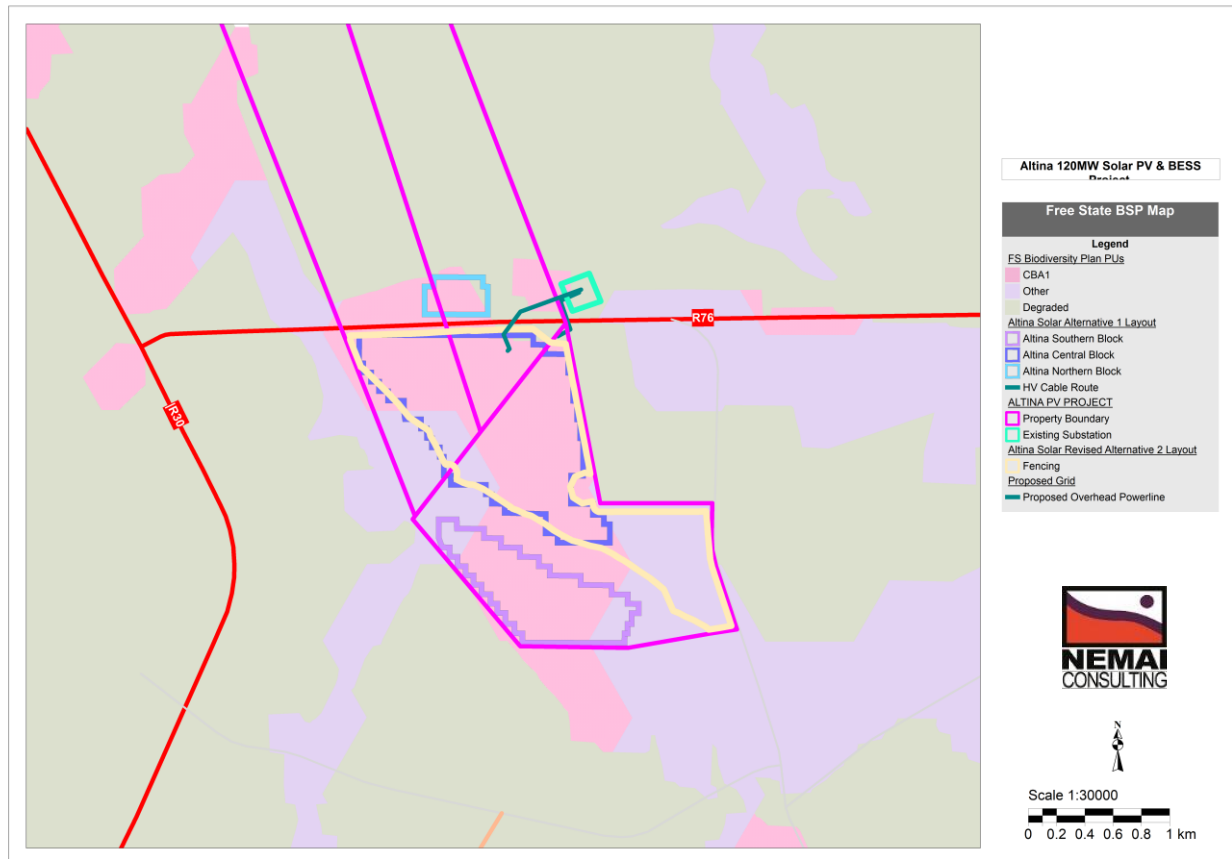 R76
R30
Altina 120MW Solar PV & BESS
Project
Free State BSP Map
Legend
FS Biodiversity Plan PUs
CBA1
Other
Degraded
Altina Solar Alternative 1 Layout
Altina Southern Block
Altina Central Block
Altina Northern Block
HV Cable Route
ALTINA PV PROJECT
Property Boundary
Existing Substation
Altina Solar Revised Alternative 2 Layout
Fencing
Proposed Grid
Proposed Overhead Powerline
NEMAI
CONSULTING
N
Scale 1:30000
0 0.2 0.4 0.6 0.8 1 km